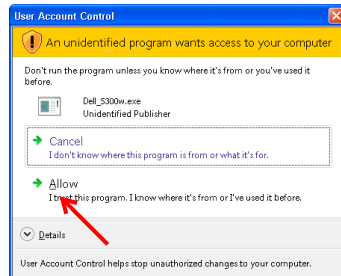 User Account Control
An unidentified program wants access to your computer
Don't run the program unless you know where it's from or you've used it
before.
Dell_S300w.exe
Unidentified Publisher
Cancel
I don't know where this program is from or what it's for.
Allow
I trust this program. I know where it's from or I've used it before.
Details
User Account Control helps stop unauthorized changes to your computer.